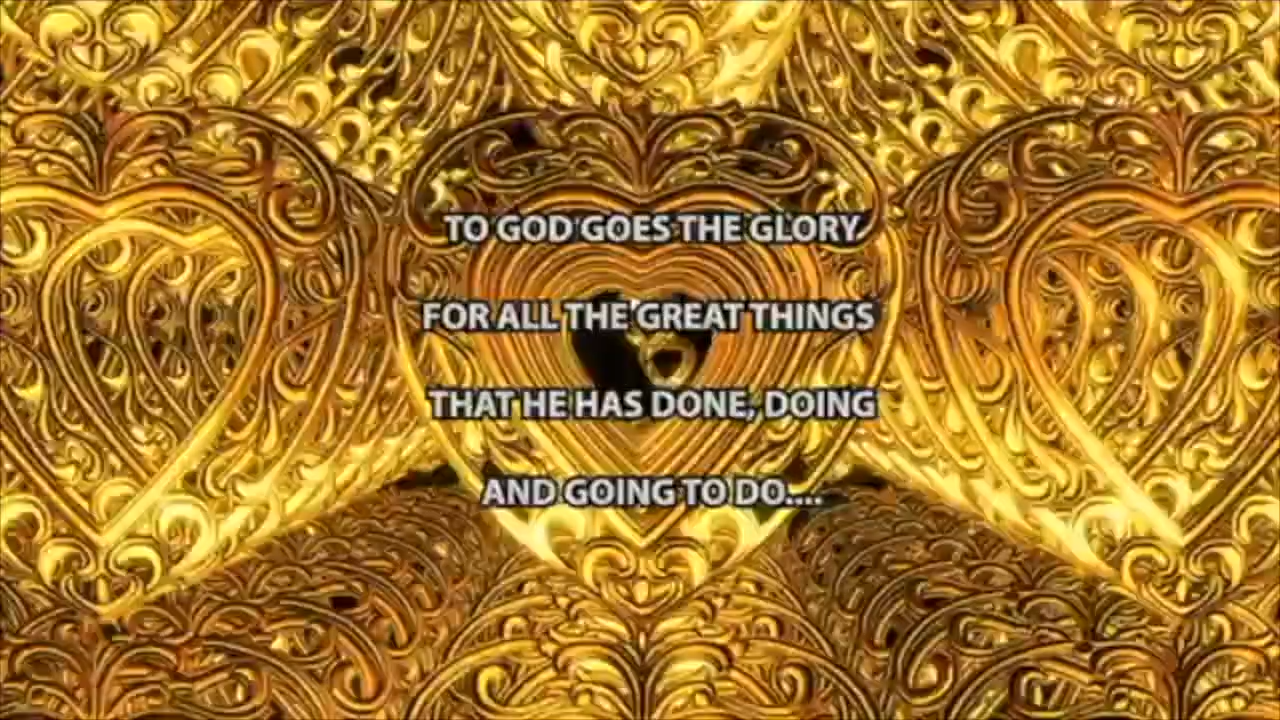 TO GOD GOES THE GLORY
FOR ALL THE GREAT THINGS
THAT HE HAS DONE, DOING
AND GOING TO DO....